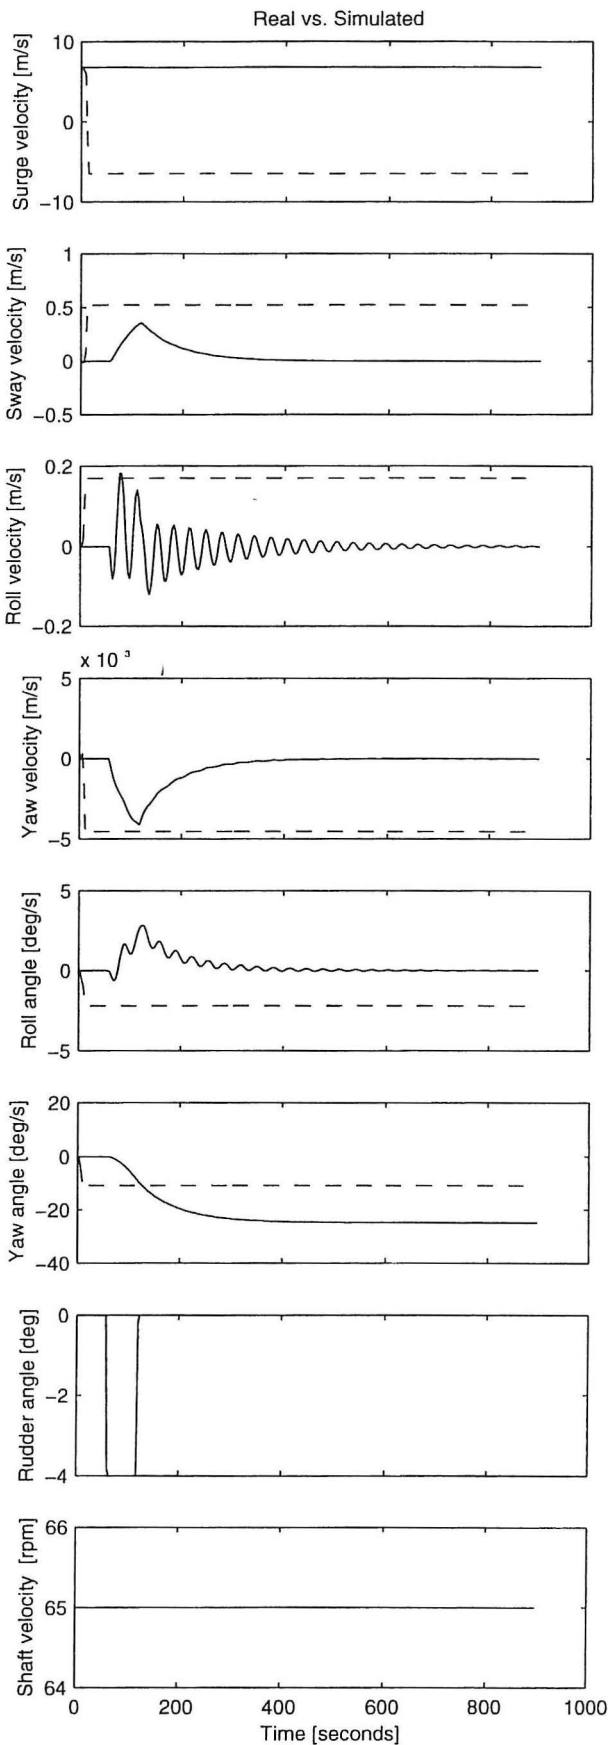 Real vs. Simulated
Surge velocity [m/s]
10
0
−10
Sway velocity [m/s]
1
0.5
0
−0.5
Roll velocity [m/s]
0.2
0
−0.2
x 10 ³
Yaw velocity [m/s]
5
0
−5
Roll angle [deg/s]
5
0
−5
Yaw angle [deg/s]
20
0
−20
−40
Rudder angle [deg]
0
−2
−4
Shaft velocity [rpm]
66
65
64
0 200 400 600 800 1000
Time [seconds]